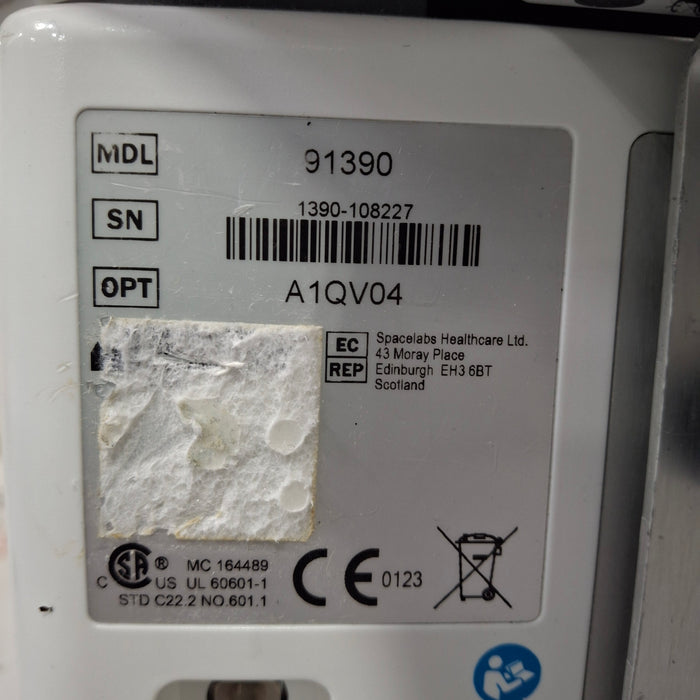 MDL 91390
SN 1390-108227
OPT A1QV04
EC REP
Spacelabs Healthcare Ltd.
43 Moray Place
Edinburgh EH3 6BT
Scotland
C SA ® US
MC 164489
UL 60601-1
STD C22.2 NO.601.1
CE 0123